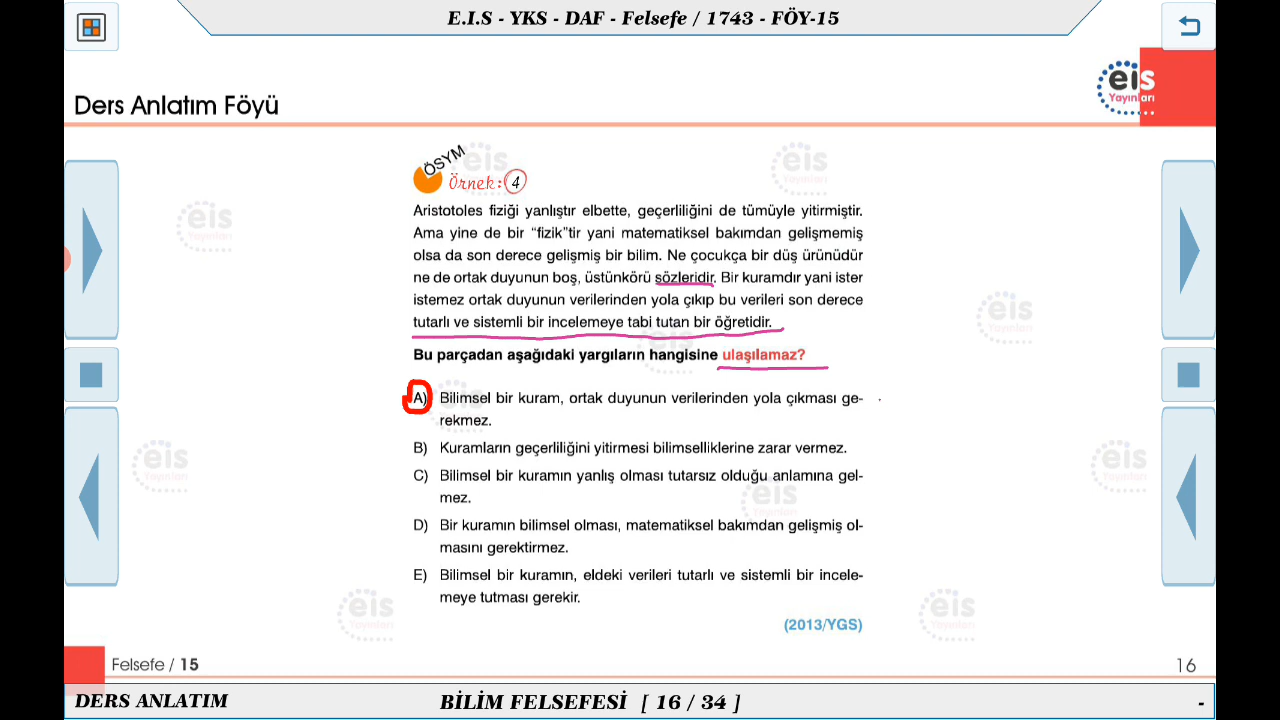 E.I.S - YKS - DAF - Felsefe / 1743 - FÖY-15
eis
Yayınları
Ders Anlatım Föyü
ÖSYM
Örnek: 4
Aristotoles fiziği yanlıştır elbette, geçerliliğini de tümüyle yitirmiştir.
Ama yine de bir “fizik”tir yani matematiksel bakımdan gelişmemiş
olsa da son derece gelişmiş bir bilim. Ne çocukça bir düş ürünüdür
ne de ortak duyunun boş, üstünkörü sözleridir. Bir kuramdır yani ister
istemez ortak duyunun verilerinden yola çıkıp bu verileri son derece
tutarlı ve sistemli bir incelemeye tabi tutan bir öğretidir.
Bu parçadan aşağıdaki yargıların hangisine ulaşılamaz?
A) Bilimsel bir kuram, ortak duyunun verilerinden yola çıkması ge-
rekmez.
B) Kuramların geçerliliğini yitirmesi bilimselliklerine zarar vermez.
C) Bilimsel bir kuramın yanlış olması tutarsız olduğu anlamına gel-
mez.
D) Bir kuramın bilimsel olması, matematiksel bakımdan gelişmiş ol-
masını gerektirmez.
E) Bilimsel bir kuramın, eldeki verileri tutarlı ve sistemli bir incele-
meye tutması gerekir.
(2013/YGS)
Felsefe / 15
16
DERS ANLATIM
BİLİM FELSEFESİ [ 16 / 34 ]
-